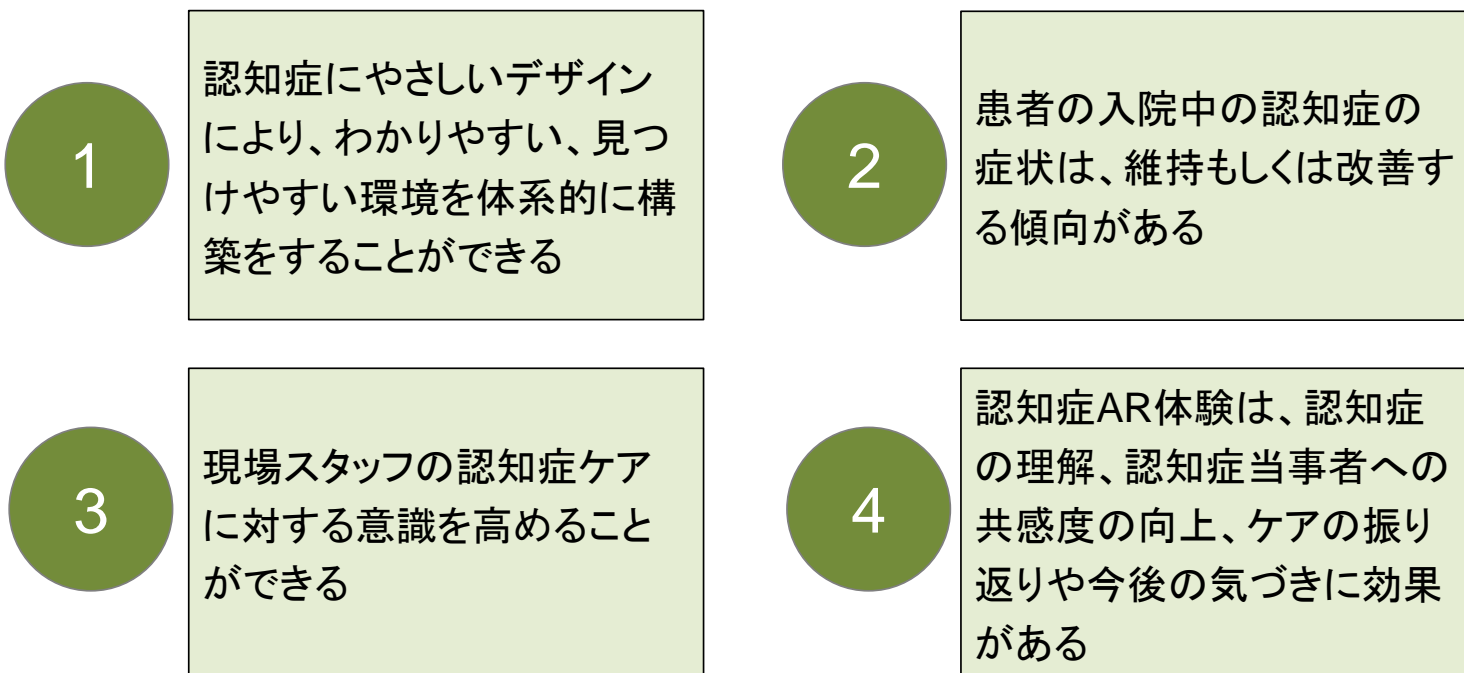 1
認知症にやさしいデザイン
により、わかりやすい、見つ
けやすい環境を体系的に構
築をすることができる
2
患者の入院中の認知症の
症状は、維持もしくは改善す
る傾向がある
3
現場スタッフの認知症ケア
に対する意識を高めること
ができる
4
認知症AR体験は、認知症
の理解、認知症当事者への
共感度の向上、ケアの振り
返りや今後の気づきに効果
がある